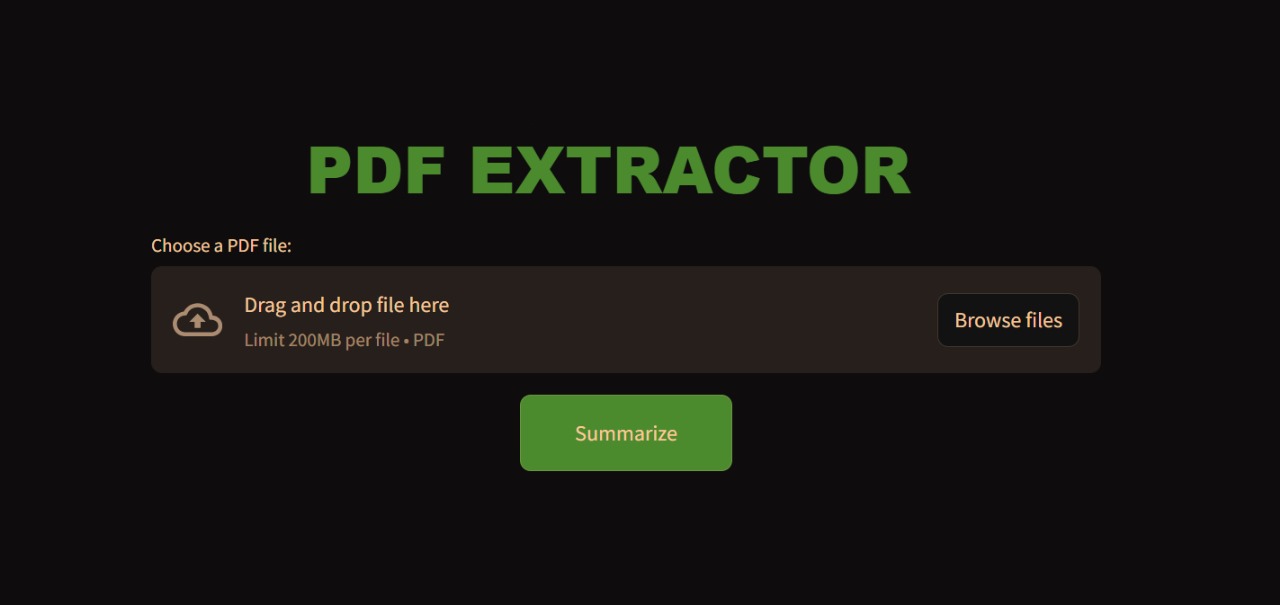 PDF EXTRACTOR
Choose a PDF file:
Drag and drop file here
Limit 200MB per file • PDF
Browse files
Summarize